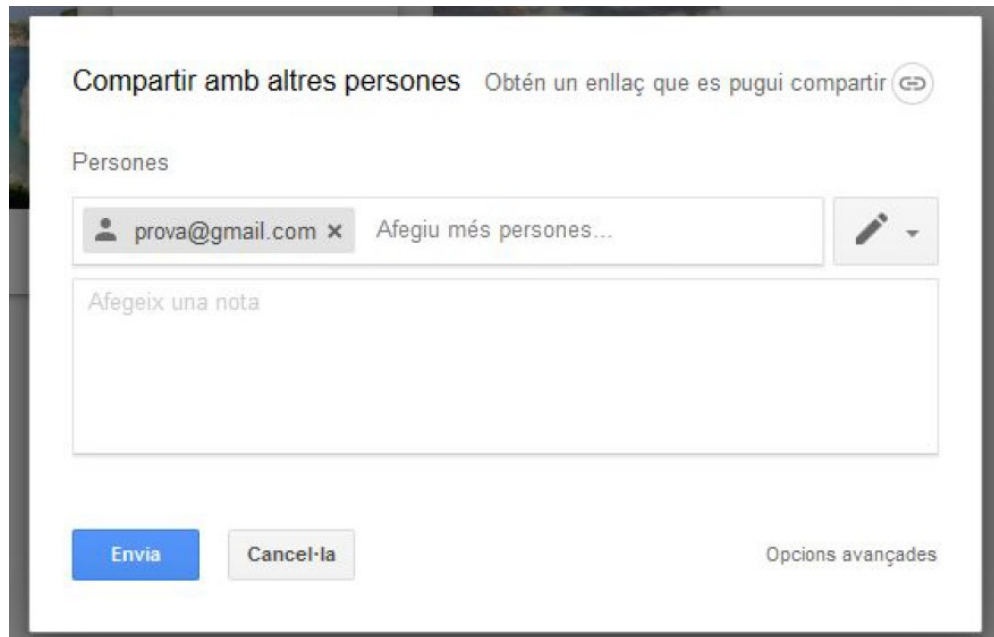 Compartir amb altres persones Obtén un enllaç que es pugui compartir
Persones
prova@gmail.com × Afegiu més persones...
Afegeix una nota
Envia Cancel·la Opcions avançades